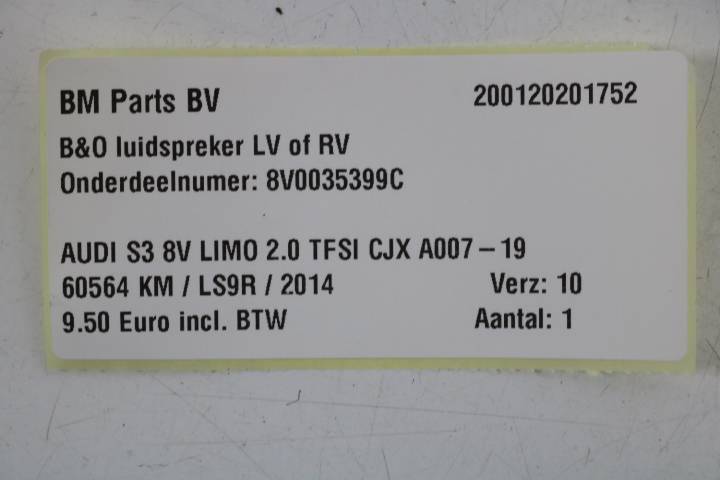 BM Parts BV 200120201752
B&O luidspreker LV of RV
Onderdeelnumer: 8V0035399C
AUDI S3 8V LIMO 2.0 TFSI CJX A007 – 19
60564 KM / LS9R / 2014 Verz: 10
9.50 Euro incl. BTW Aantal: 1